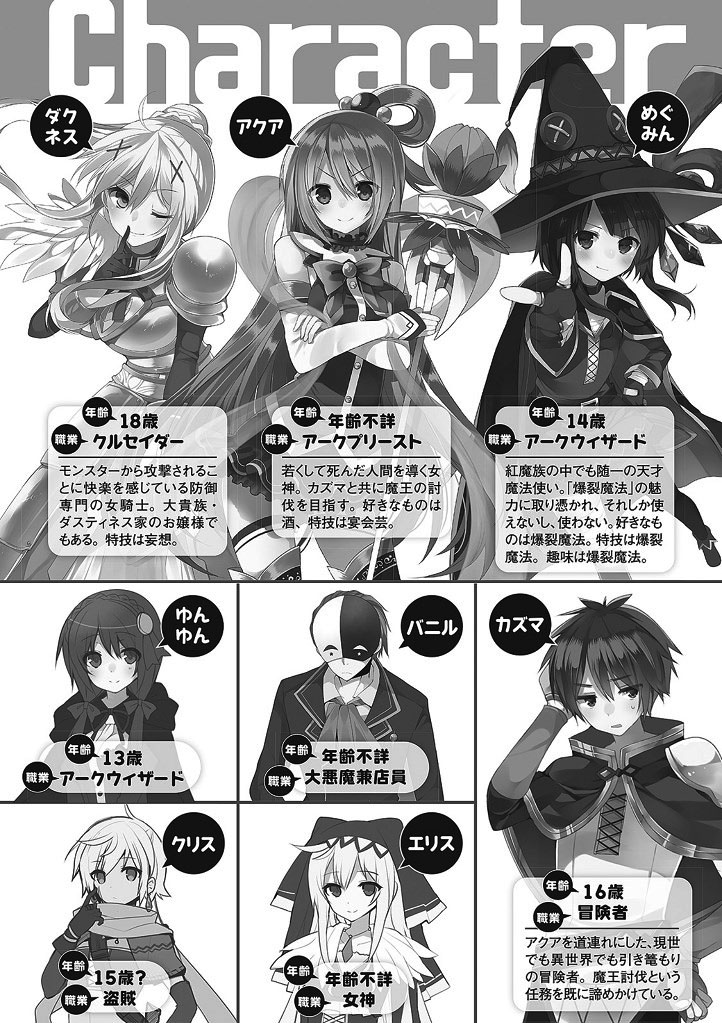 Character
ダク
ネス
年齢 18歳
職業 クルセイダー
モンスターから攻撃されるこ
とに快楽を感じている防御
専門の女騎士。大貴族・
ダスティネス家のお嬢様で
もある。特技は妄想。
アクア
年齢 年齢不詳
職業 アークプリースト
若くして死んだ人間を導く女
神。カズマと共に魔王の討
伐を目指す。好きなものは
酒、特技は宴会芸。
めぐ
みん
年齢 14歳
職業 アークウィザード
紅魔族の中でも随一の天才
魔法使い。「爆裂魔法」の魅
力に取り憑かれ、それしか使
えないし、使わない。好きなも
のは爆裂魔法。特技は爆裂
魔法。趣味は爆裂魔法。
ゆん
ゆん
年齢 13歳
職業 アークウィザード
バニル
年齢 年齢不詳
職業 大悪魔兼店員
カズマ
年齢 16歳
職業 冒険者
アクアを道連れにした、現世
でも異世界でも引き篭もり
の冒険者。魔王討伐という
任務を既に諦めかけている。
クリス
年齢 15歳?
職業 盗賊
エリス
年齢 年齢不詳
職業 女神